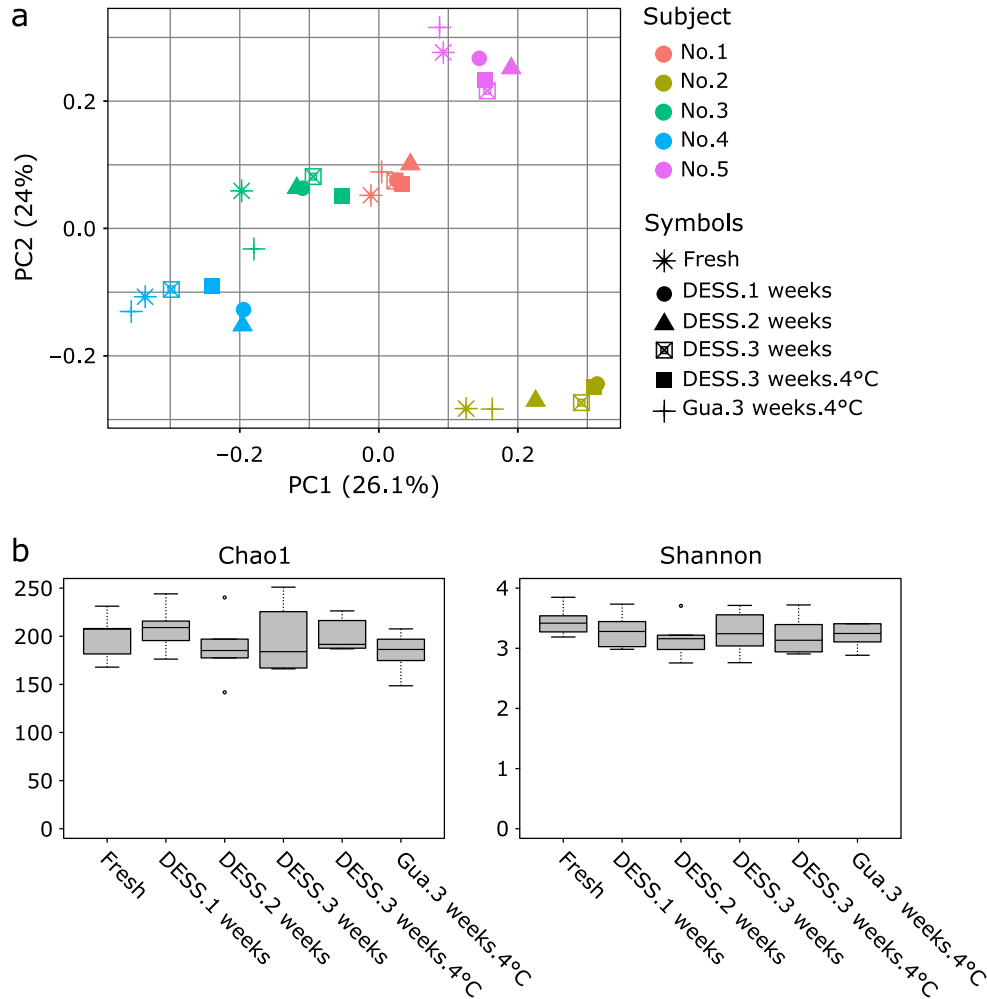 a
Subject
No.1
No.2
No.3
No.4
No.5
Symbols
Fresh
DESS.1 weeks
DESS.2 weeks
DESS.3 weeks
DESS.3 weeks.4°C
Gua.3 weeks.4°C
PC2 (24%)
0.2
0.0
−0.2
−0.2
0.0
0.2
PC1 (26.1%)
b
Chao1
250
200
150
100
50
0
Fresh
DESS.1 weeks
DESS.2 weeks
DESS.3 weeks
DESS.3 weeks.4°C
Gua.3 weeks.4°C
Shannon
4
3
2
1
0
Fresh
DESS.1 weeks
DESS.2 weeks
DESS.3 weeks
DESS.3 weeks.4°C
Gua.3 weeks.4°C